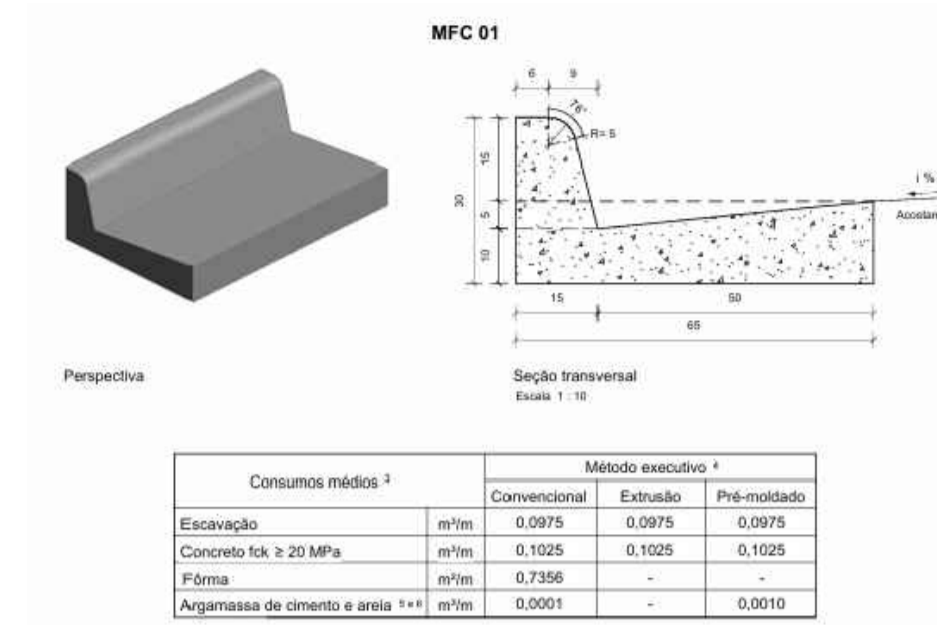 MFC 01
6 9
76°
R= 5
15
30
5
10
i %
15 50
65
Perspectiva
Seção transversal
Escala 1 : 10
Consumos médios 3
Método executivo 4
Convencional Extrusão Pré-moldado
Escavação m³/m 0,0975 0,0975 0,0975
Concreto fck ≥ 20 MPa m³/m 0,1025 0,1025 0,1025
Fôrma m²/m 0,7356 - -
Argamassa de cimento e areia 5 e 6 m³/m 0,0001 - 0,0010